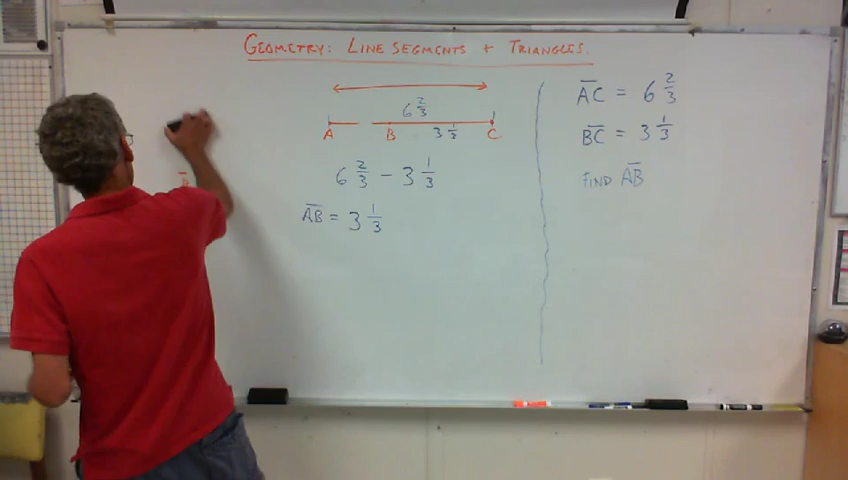 GEOMETRY: LINE SEGMENTS + TRIANGLES.
6 2/3
A B 3 1/3 C
6 2/3 - 3 1/3
AB = 3 1/3
AC = 6 2/3
BC = 3 1/3
FIND AB